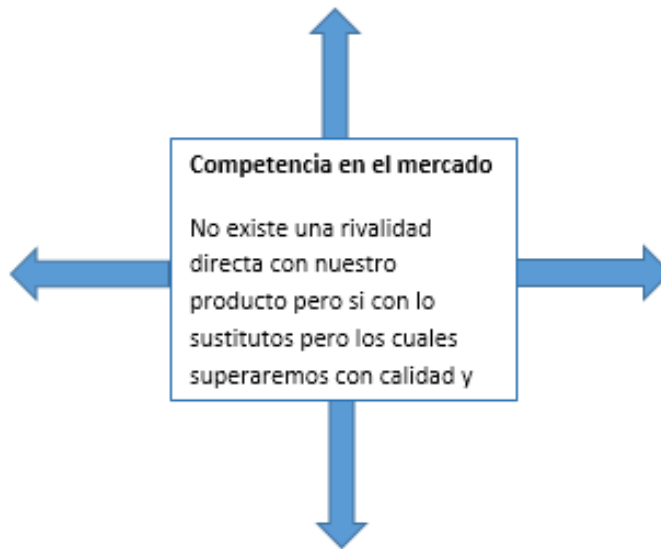 Competencia en el mercado
No existe una rivalidad
directa con nuestro
producto pero si con lo
sustitutos pero los cuales
superaremos con calidad y